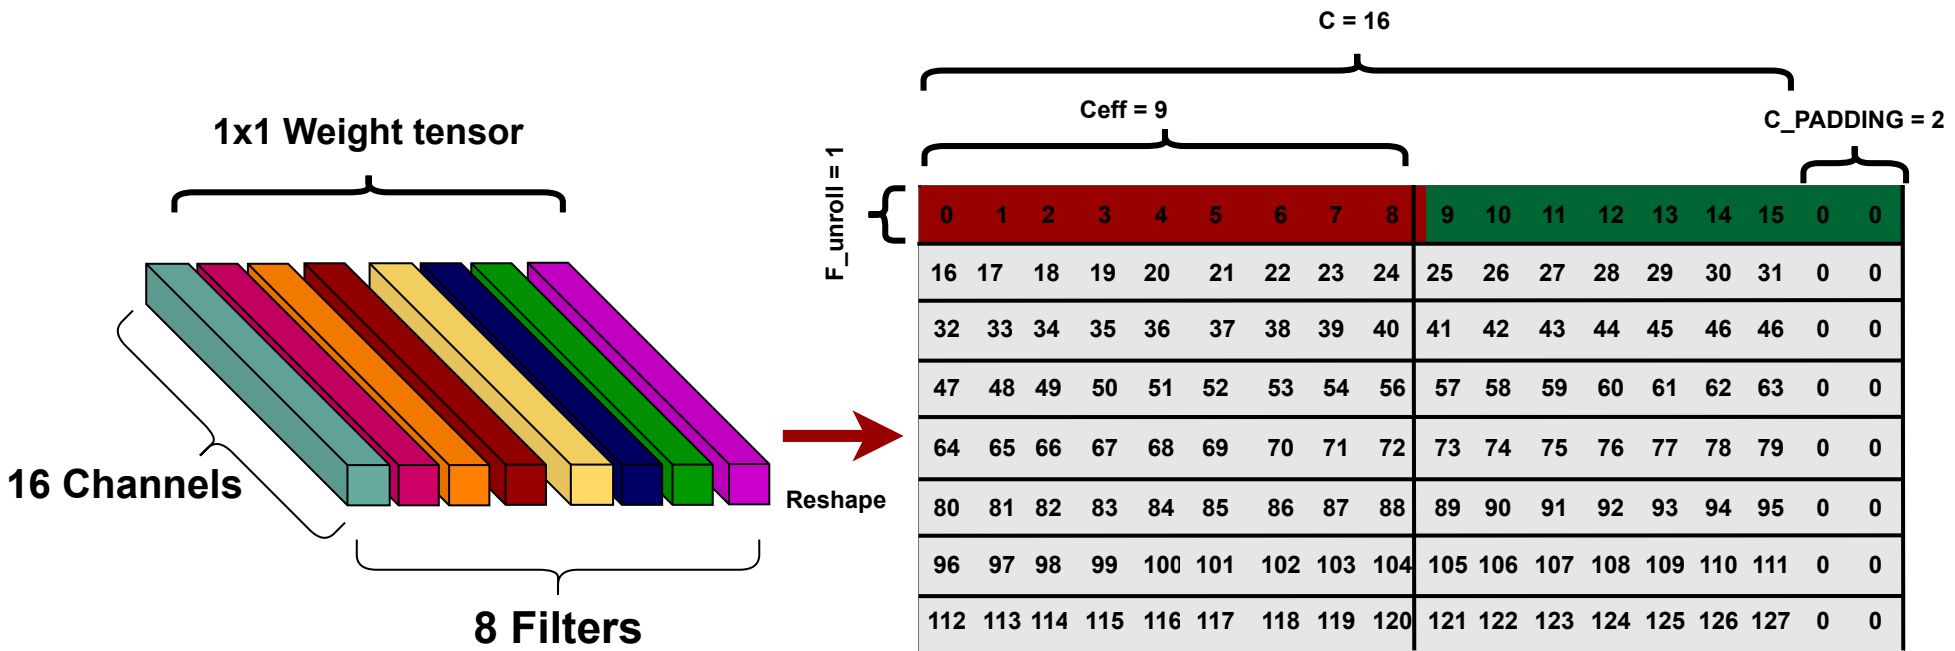 C = 16
Ceff = 9
C_PADDING = 2
1x1 Weight tensor
F_unroll = 1
0 1 2 3 4 5 6 7 8 9 10 11 12 13 14 15 0 0
16 17 18 19 20 21 22 23 24 25 26 27 28 29 30 31 0 0
32 33 34 35 36 37 38 39 40 41 42 43 44 45 46 46 0 0
47 48 49 50 51 52 53 54 56 57 58 59 60 61 62 63 0 0
64 65 66 67 68 69 70 71 72 73 74 75 76 77 78 79 0 0
80 81 82 83 84 85 86 87 88 89 90 91 92 93 94 95 0 0
96 97 98 99 100 101 102 103 104 105 106 107 108 109 110 111 0 0
112 113 114 115 116 117 118 119 120 121 122 123 124 125 126 127 0 0
16 Channels
Reshape
8 Filters